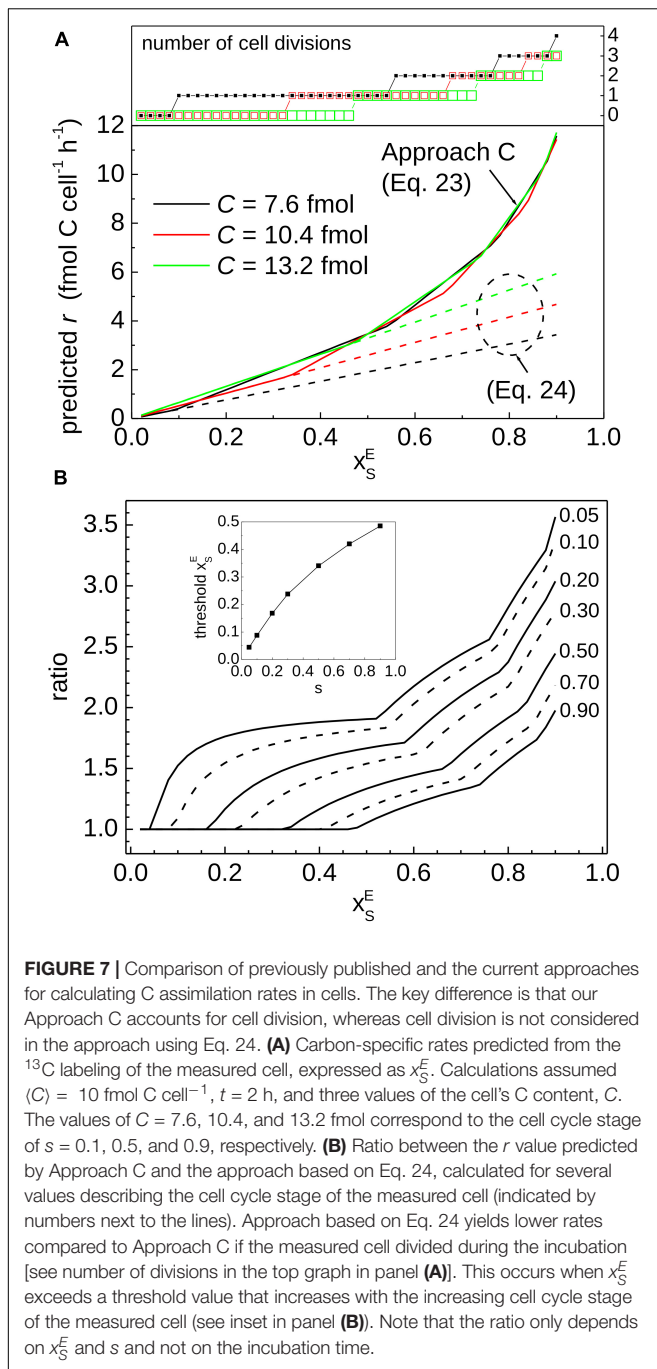 A
number of cell divisions
4
3
2
1
0
predicted r (fmol C cell⁻¹ h⁻¹)
12
10
8
6
4
2
0
Approach C
(Eq. 23)
C = 7.6 fmol
C = 10.4 fmol
C = 13.2 fmol
(Eq. 24)
0.0 0.2 0.4 0.6 0.8 1.0
x_S^E
B
ratio
3.5
3.0
2.5
2.0
1.5
1.0
threshold x_S^E
0.5
0.4
0.3
0.2
0.1
0.0
0.0 0.2 0.4 0.6 0.8 1.0
s
0.05
0.10
0.20
0.30
0.50
0.70
0.90
0.0 0.2 0.4 0.6 0.8 1.0
x_S^E
FIGURE 7 | Comparison of previously published and the current approaches
for calculating C assimilation rates in cells. The key difference is that our
Approach C accounts for cell division, whereas cell division is not considered
in the approach using Eq. 24. (A) Carbon-specific rates predicted from the
¹³C labeling of the measured cell, expressed as x_S^E. Calculations assumed
⟨C⟩ = 10 fmol C cell⁻¹, t = 2 h, and three values of the cell's C content, C.
The values of C = 7.6, 10.4, and 13.2 fmol correspond to the cell cycle stage
of s = 0.1, 0.5, and 0.9, respectively. (B) Ratio between the r value predicted
by Approach C and the approach based on Eq. 24, calculated for several
values describing the cell cycle stage of the measured cell (indicated by
numbers next to the lines). Approach based on Eq. 24 yields lower rates
compared to Approach C if the measured cell divided during the incubation
[see number of divisions in the top graph in panel (A)]. This occurs when x_S^E
exceeds a threshold value that increases with the increasing cell cycle stage
of the measured cell (see inset in panel (B)). Note that the ratio only depends
on x_S^E and s and not on the incubation time.